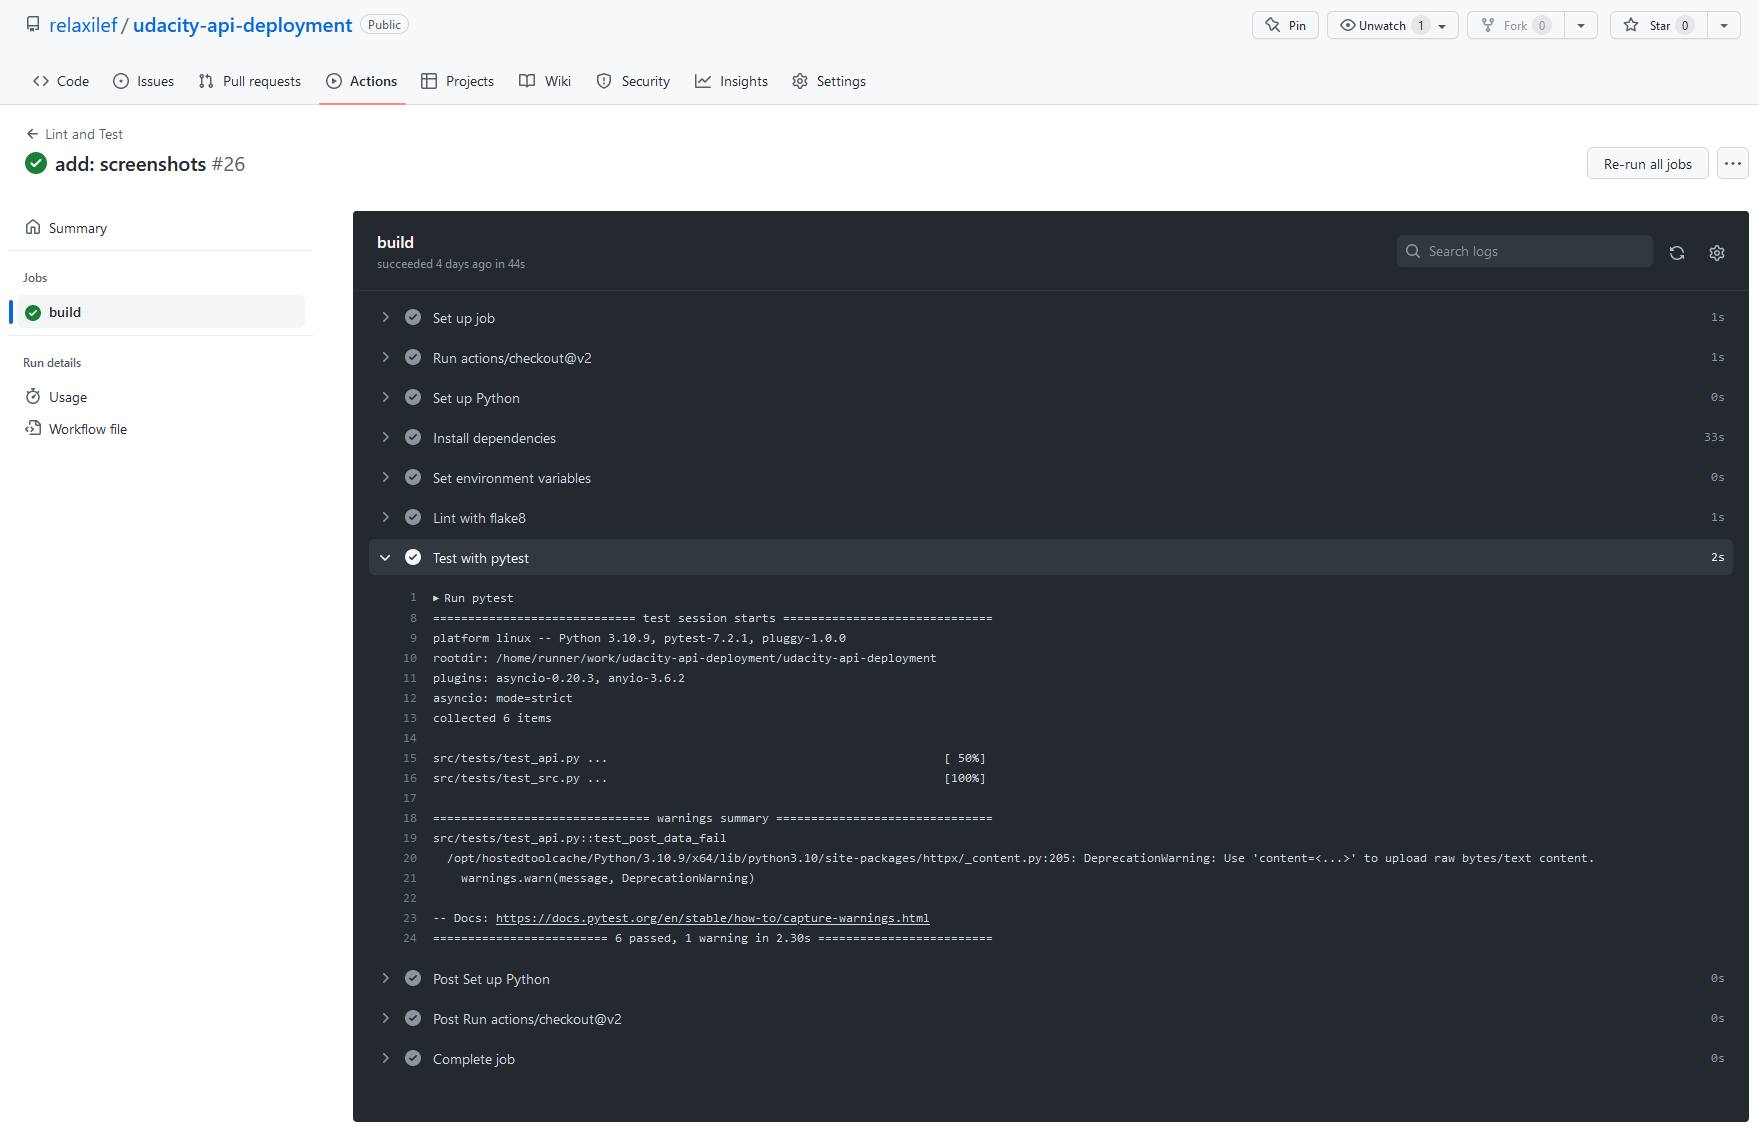 relaxilef / udacity-api-deployment Public
Pin Unwatch 1 Fork 0 Star 0
Code Issues Pull requests Actions Projects Wiki Security Insights Settings
Lint and Test
add: screenshots #26
Re-run all jobs
Summary
Jobs
build
Run details
Usage
Workflow file
build
succeeded 4 days ago in 44s
Search logs
Set up job 1s
Run actions/checkout@v2 1s
Set up Python 0s
Install dependencies 33s
Set environment variables 0s
Lint with flake8 1s
Test with pytest 2s
1 ▶ Run pytest
8 ============================= test session starts ==============================
9 platform linux -- Python 3.10.9, pytest-7.2.1, pluggy-1.0.0
10 rootdir: /home/runner/work/udacity-api-deployment/udacity-api-deployment
11 plugins: asyncio-0.20.3, anyio-3.6.2
12 asyncio: mode=strict
13 collected 6 items
14
15 src/tests/test_api.py ... [ 50%]
16 src/tests/test_src.py ... [100%]
17
18 =============================== warnings summary ===============================
19 src/tests/test_api.py::test_post_data_fail
20 /opt/hostedtoolcache/Python/3.10.9/x64/lib/python3.10/site-packages/httpx/_content.py:205: DeprecationWarning: Use 'content=<...>' to upload raw bytes/text content.
21 warnings.warn(message, DeprecationWarning)
22
23 -- Docs: https://docs.pytest.org/en/stable/how-to/capture-warnings.html
24 ========================= 6 passed, 1 warning in 2.30s =========================
Post Set up Python 0s
Post Run actions/checkout@v2 0s
Complete job 0s